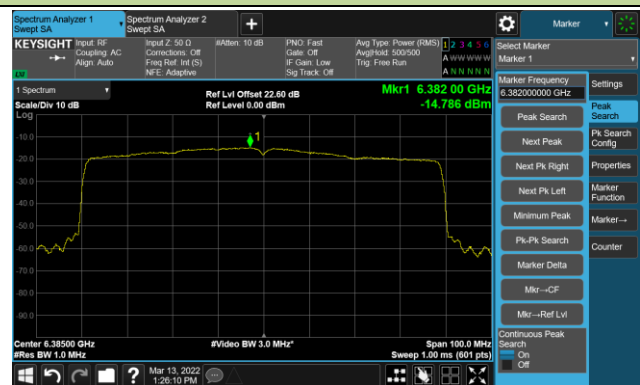 Spectrum Analyzer 1
Swept SA
Spectrum Analyzer 2
Swept SA
+
Marker
KEYSIGHT
Input: RF
Coupling: AC
Align: Auto
Input Z: 50 Ω
Corrections: Off
Freq Ref: Int (S)
NFE: Adaptive
#Atten: 10 dB
PNO: Fast
Gate: Off
IF Gain: Low
Sig Track: Off
Avg Type: Power (RMS)
Avg|Hold: 500/500
Trig: Free Run
1 2 3 4 5 6
A W W W W W
A N N N N N
LXI
Select Marker
Marker 1
1 Spectrum
Scale/Div 10 dB
Log
Ref Lvl Offset 22.60 dB
Ref Level 0.00 dBm
Mkr1 6.382 00 GHz
-14.786 dBm
1
-10.0
-20.0
-30.0
-40.0
-50.0
-60.0
-70.0
-80.0
-90.0
Center 6.38500 GHz
#Res BW 1.0 MHz
#Video BW 3.0 MHz*
Span 100.0 MHz
Sweep 1.00 ms (601 pts)
Marker Frequency
6.382000000 GHz
Peak Search
Next Peak
Next Pk Right
Next Pk Left
Minimum Peak
Pk-Pk Search
Marker Delta
Mkr→CF
Mkr→Ref Lvl
Continuous Peak
Search
On
Off
Settings
Peak
Search
Pk Search
Config
Properties
Marker
Function
Marker→
Counter
?
Mar 13, 2022
1:26:10 PM